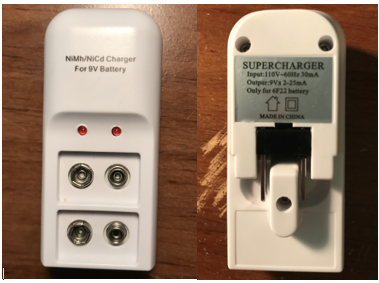 NiMh/NiCd Charger
For 9V Battery
SUPERCHARGER
Input:110V~60Hz 30mA
Output:9Vx 2-25mA
Only for 6F22 battery
MADE IN CHINA